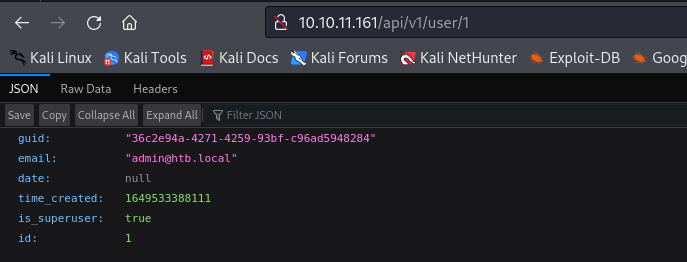 10.10.11.161/api/v1/user/1
Kali Linux Kali Tools Kali Docs Kali Forums Kali NetHunter Exploit-DB Goog
JSON Raw Data Headers
Save Copy Collapse All Expand All Filter JSON
guid: "36c2e94a-4271-4259-93bf-c96ad5948284"
email: "admin@htb.local"
date: null
time_created: 1649533388111
is_superuser: true
id: 1